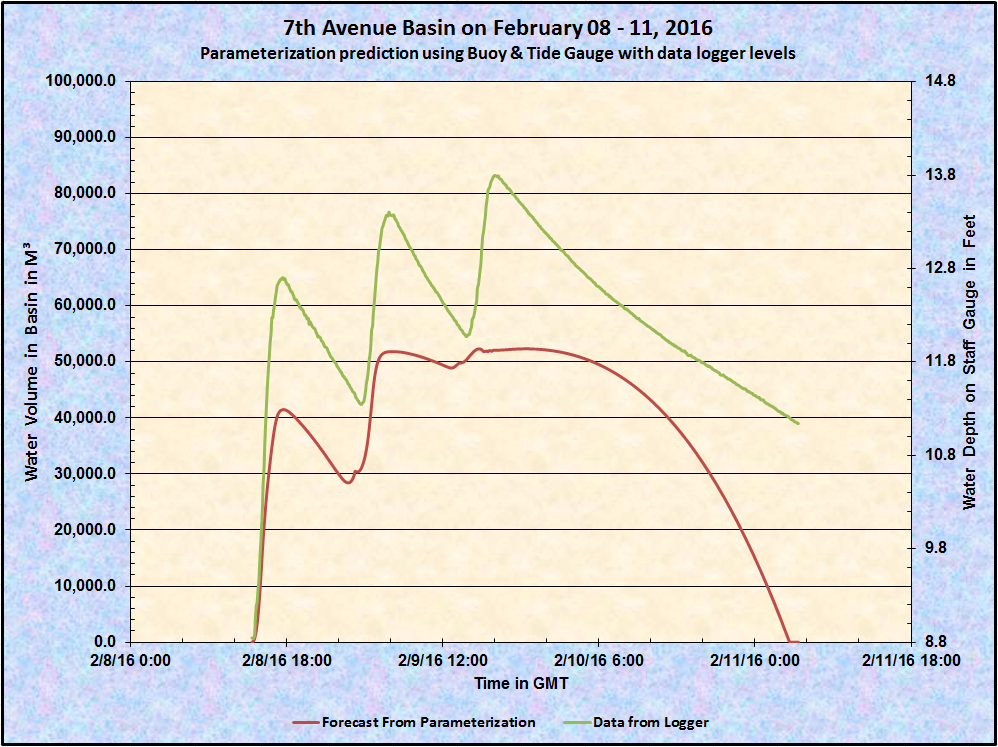 7th Avenue Basin on February 08 - 11, 2016
Parameterization prediction using Buoy & Tide Gauge with data logger levels
100,000.0
90,000.0
80,000.0
70,000.0
60,000.0
50,000.0
40,000.0
30,000.0
20,000.0
10,000.0
0.0
Water Volume in Basin in M³
14.8
13.8
12.8
11.8
10.8
9.8
8.8
Water Depth on Staff Gauge in Feet
2/8/16 0:00 2/8/16 18:00 2/9/16 12:00 2/10/16 6:00 2/11/16 0:00 2/11/16 18:00
Time in GMT
Forecast From Parameterization Data from Logger